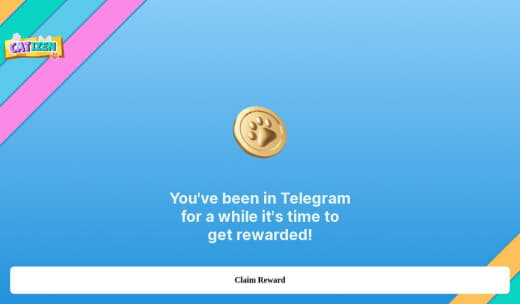 CATIZEN
You've been in Telegram
for a while it's time to
get rewarded!
Claim Reward